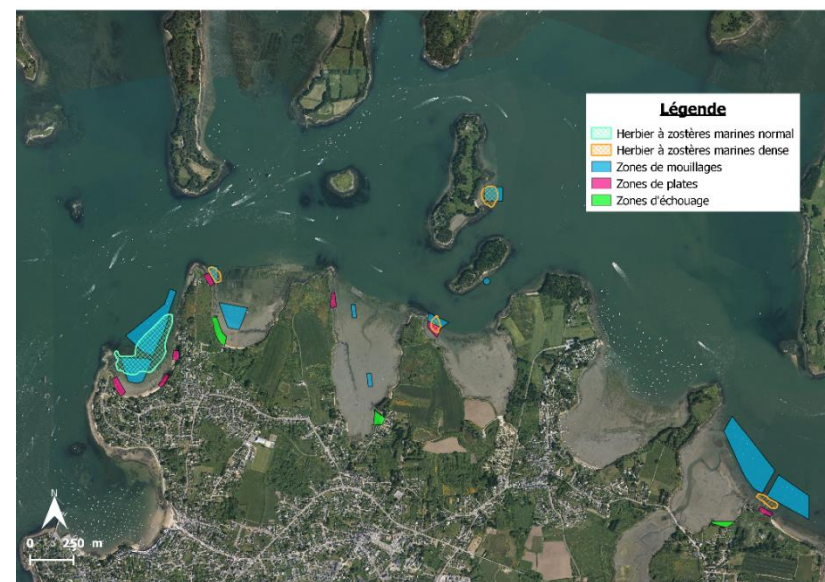 Légende
Herbier à zostères marines normal
Herbier à zostères marines dense
Zones de mouillages
Zones de plates
Zones d'échouage
N
0 250 m